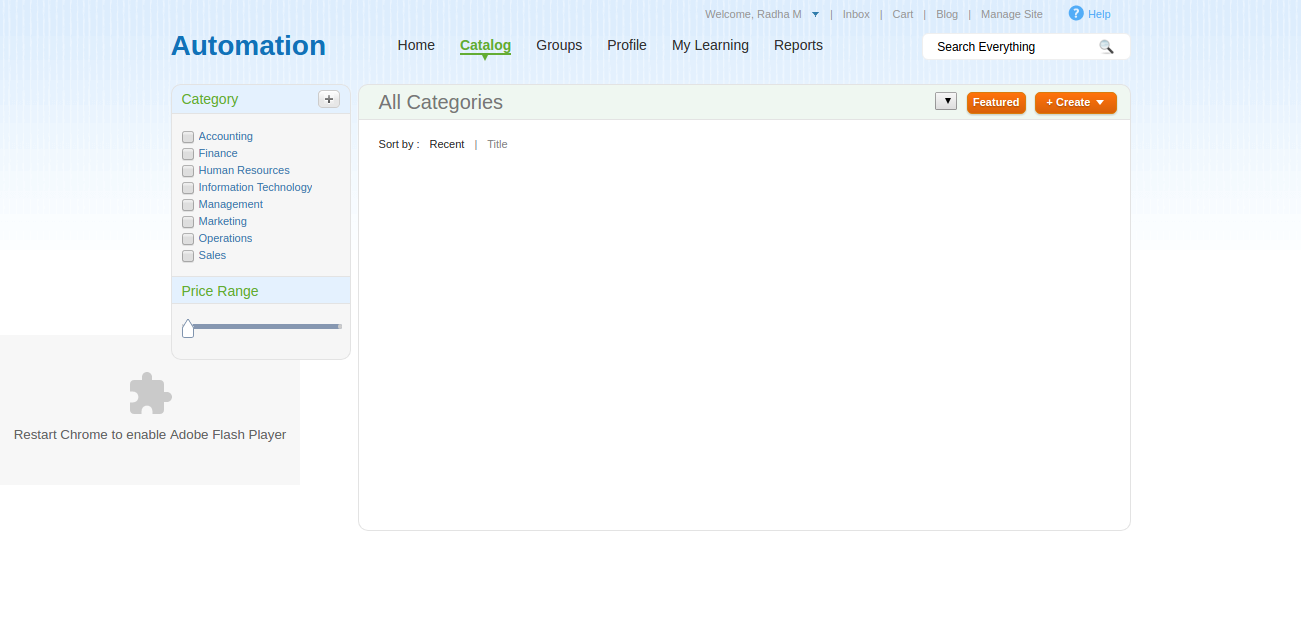 Welcome, Radha M | Inbox | Cart | Blog | Manage Site ? Help
Automation
Home Catalog Groups Profile My Learning Reports
Search Everything
Category +
Accounting
Finance
Human Resources
Information Technology
Management
Marketing
Operations
Sales
Price Range
All Categories
Featured
+ Create
Sort by : Recent | Title
Restart Chrome to enable Adobe Flash Player